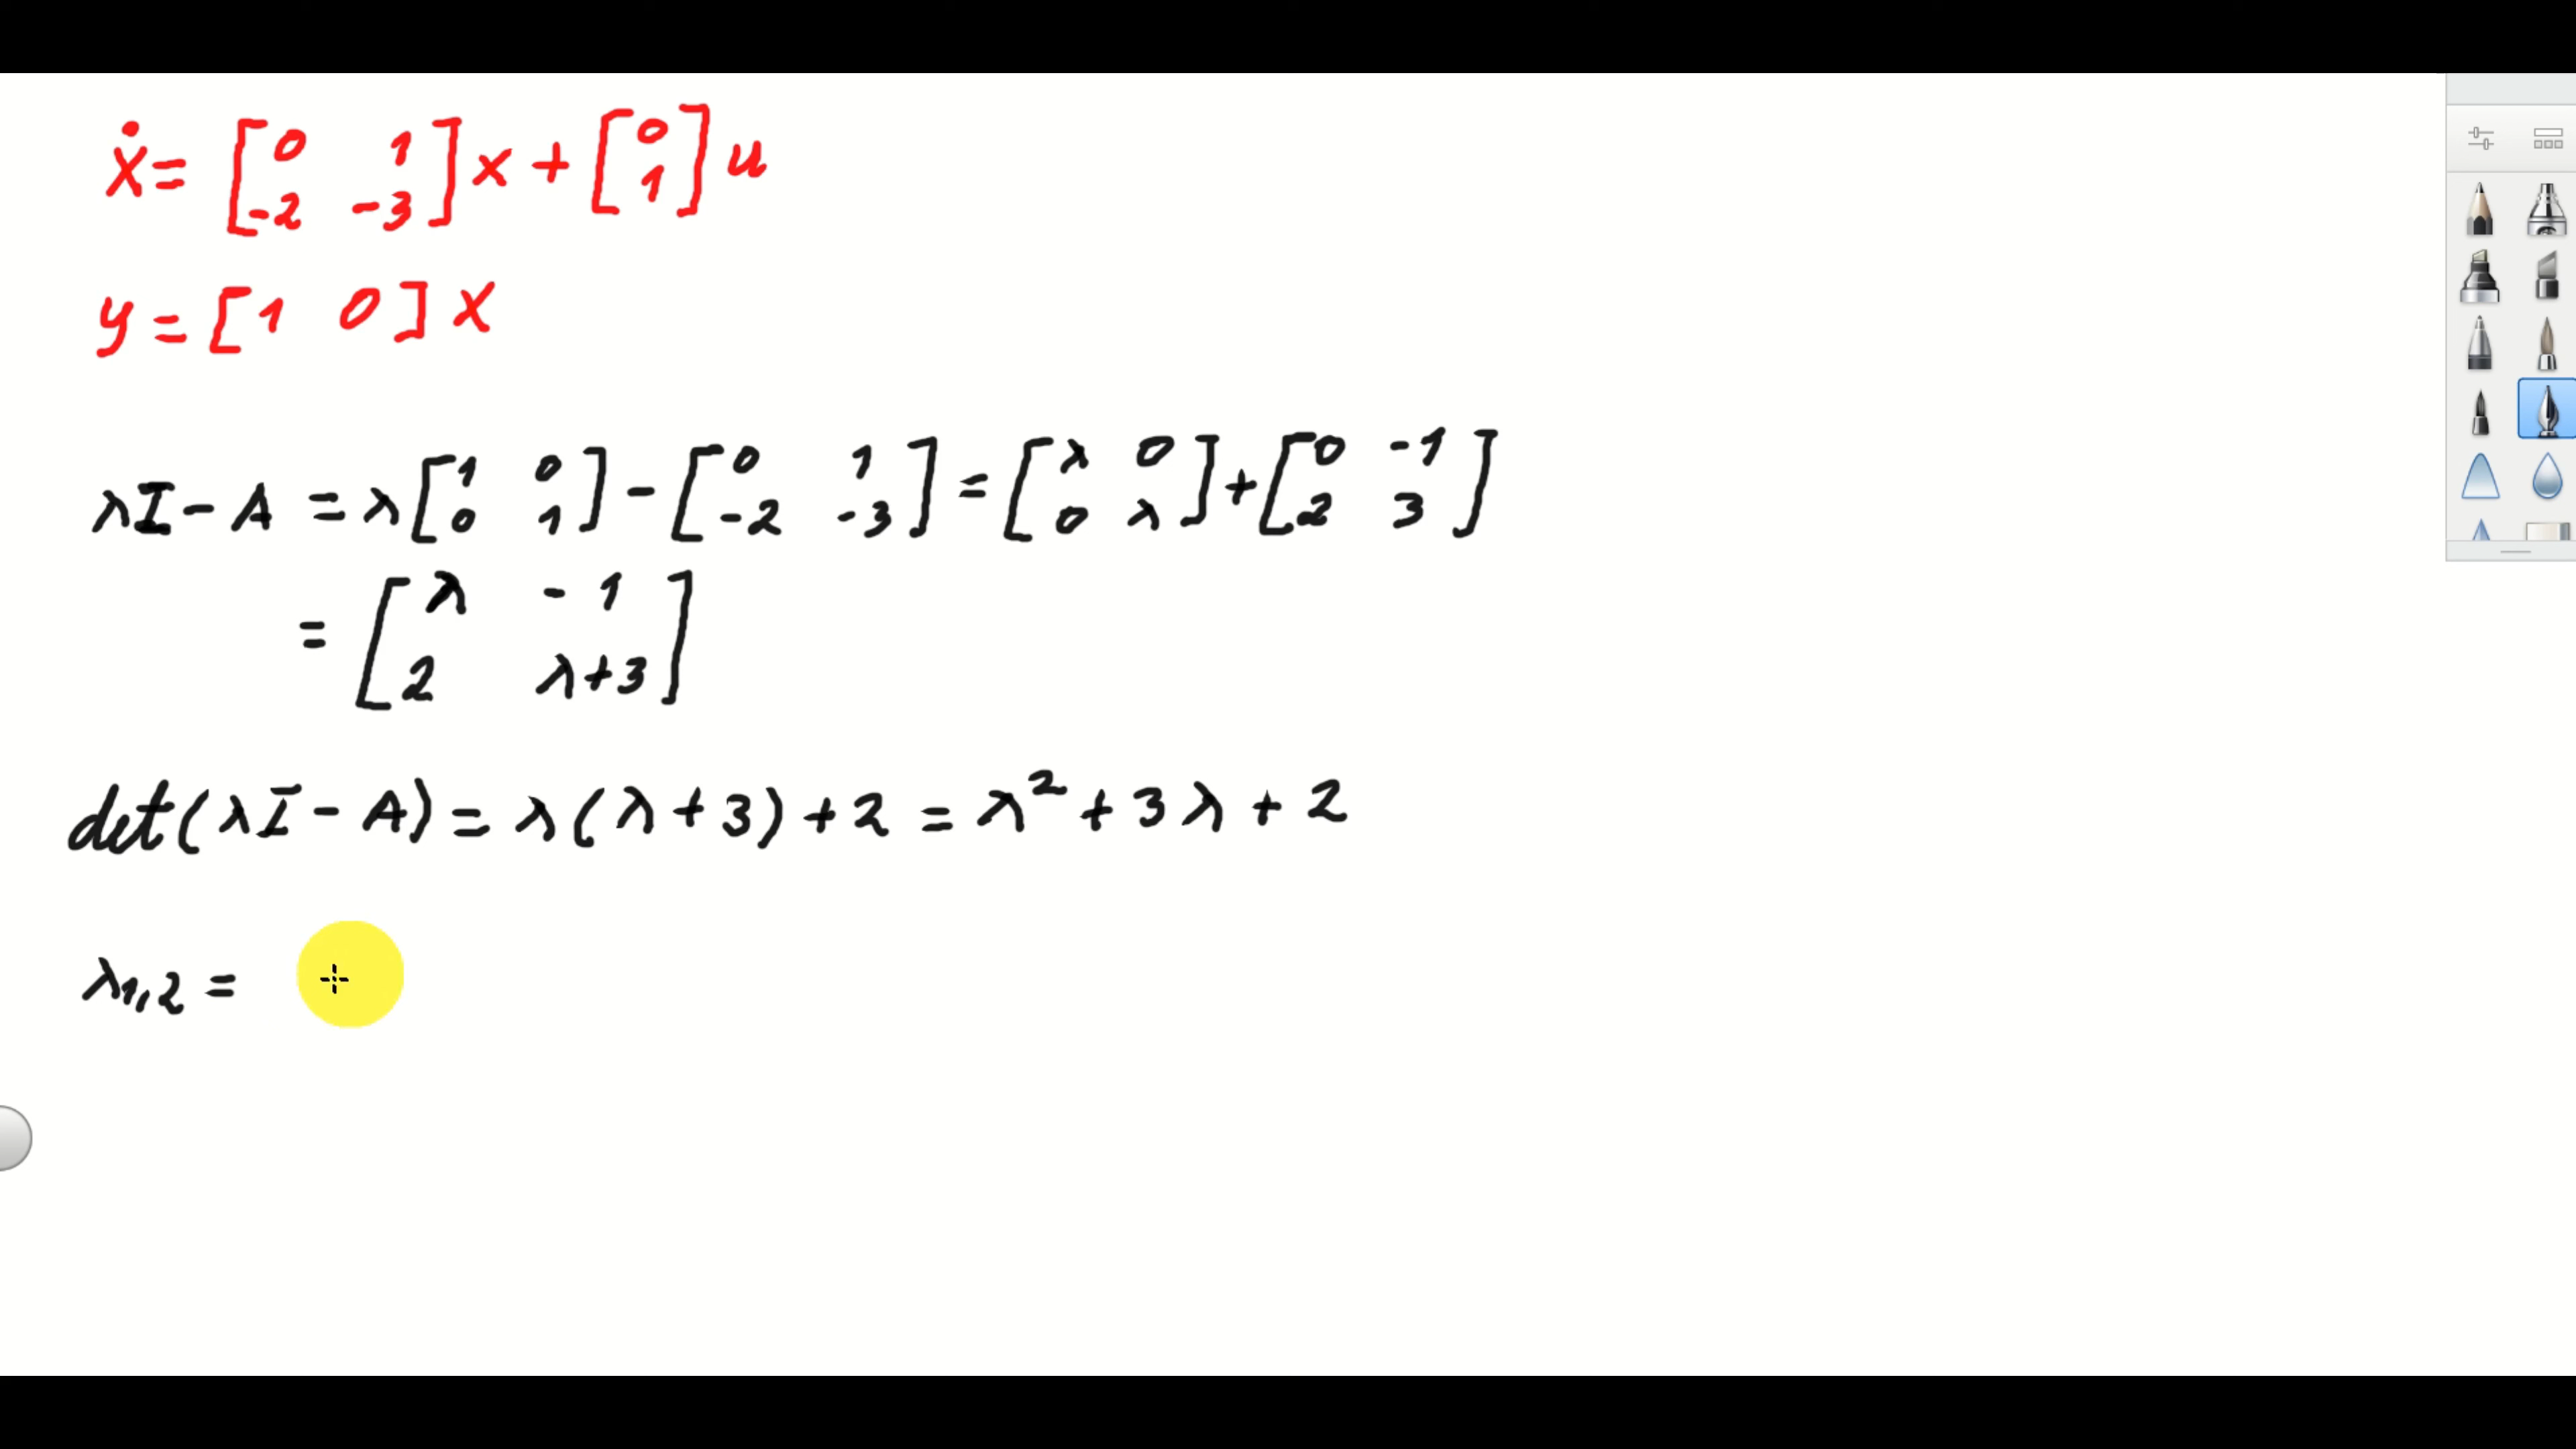 ẋ = [0 1; -2 -3] x + [0; 1] u
y = [1 0] x
λI - A = λ [1 0; 0 1] - [0 1; -2 -3] = [λ 0; 0 λ] + [0 -1; 2 3]
= [λ -1; 2 λ+3]
det(λI - A) = λ(λ + 3) + 2 = λ² + 3λ + 2
λ1,2 =